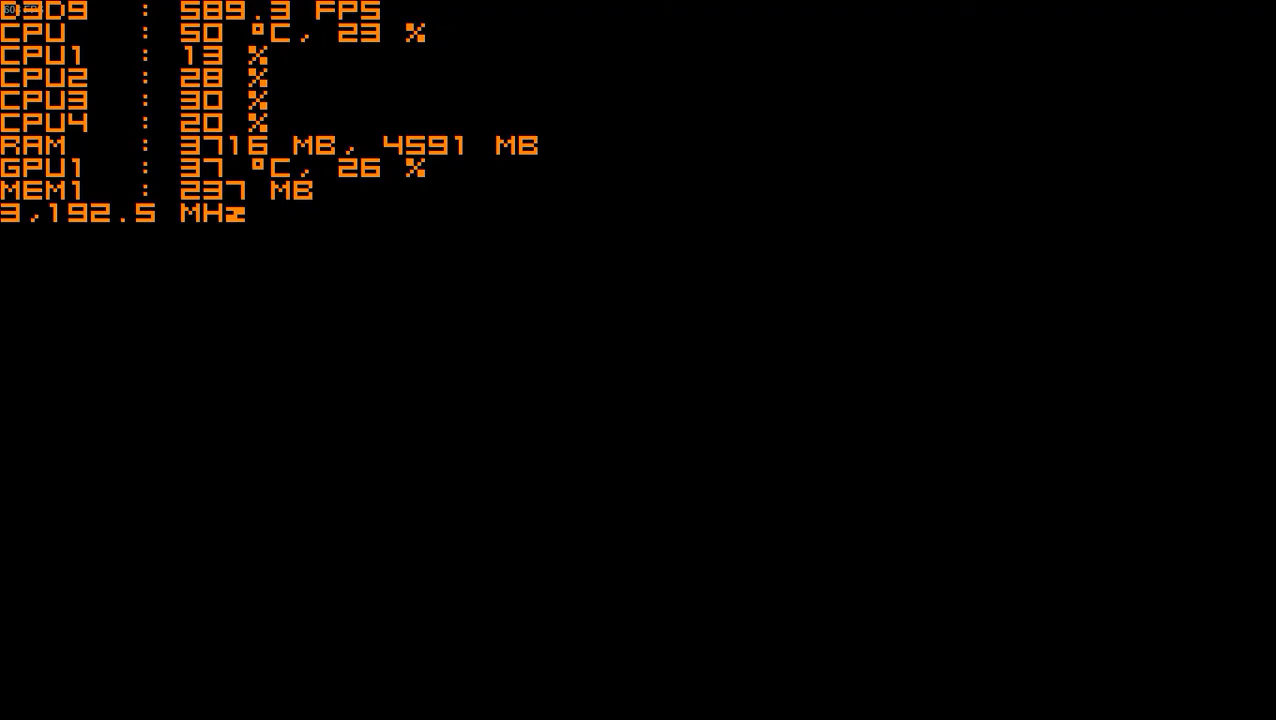 D3D9 : 589.3 FPS
CPU : 50 °C, 23 %
CPU1 : 13 %
CPU2 : 28 %
CPU3 : 30 %
CPU4 : 20 %
RAM : 3716 MB, 4591 MB
GPU1 : 37 °C, 26 %
MEM1 : 237 MB
3,192.5 MHz